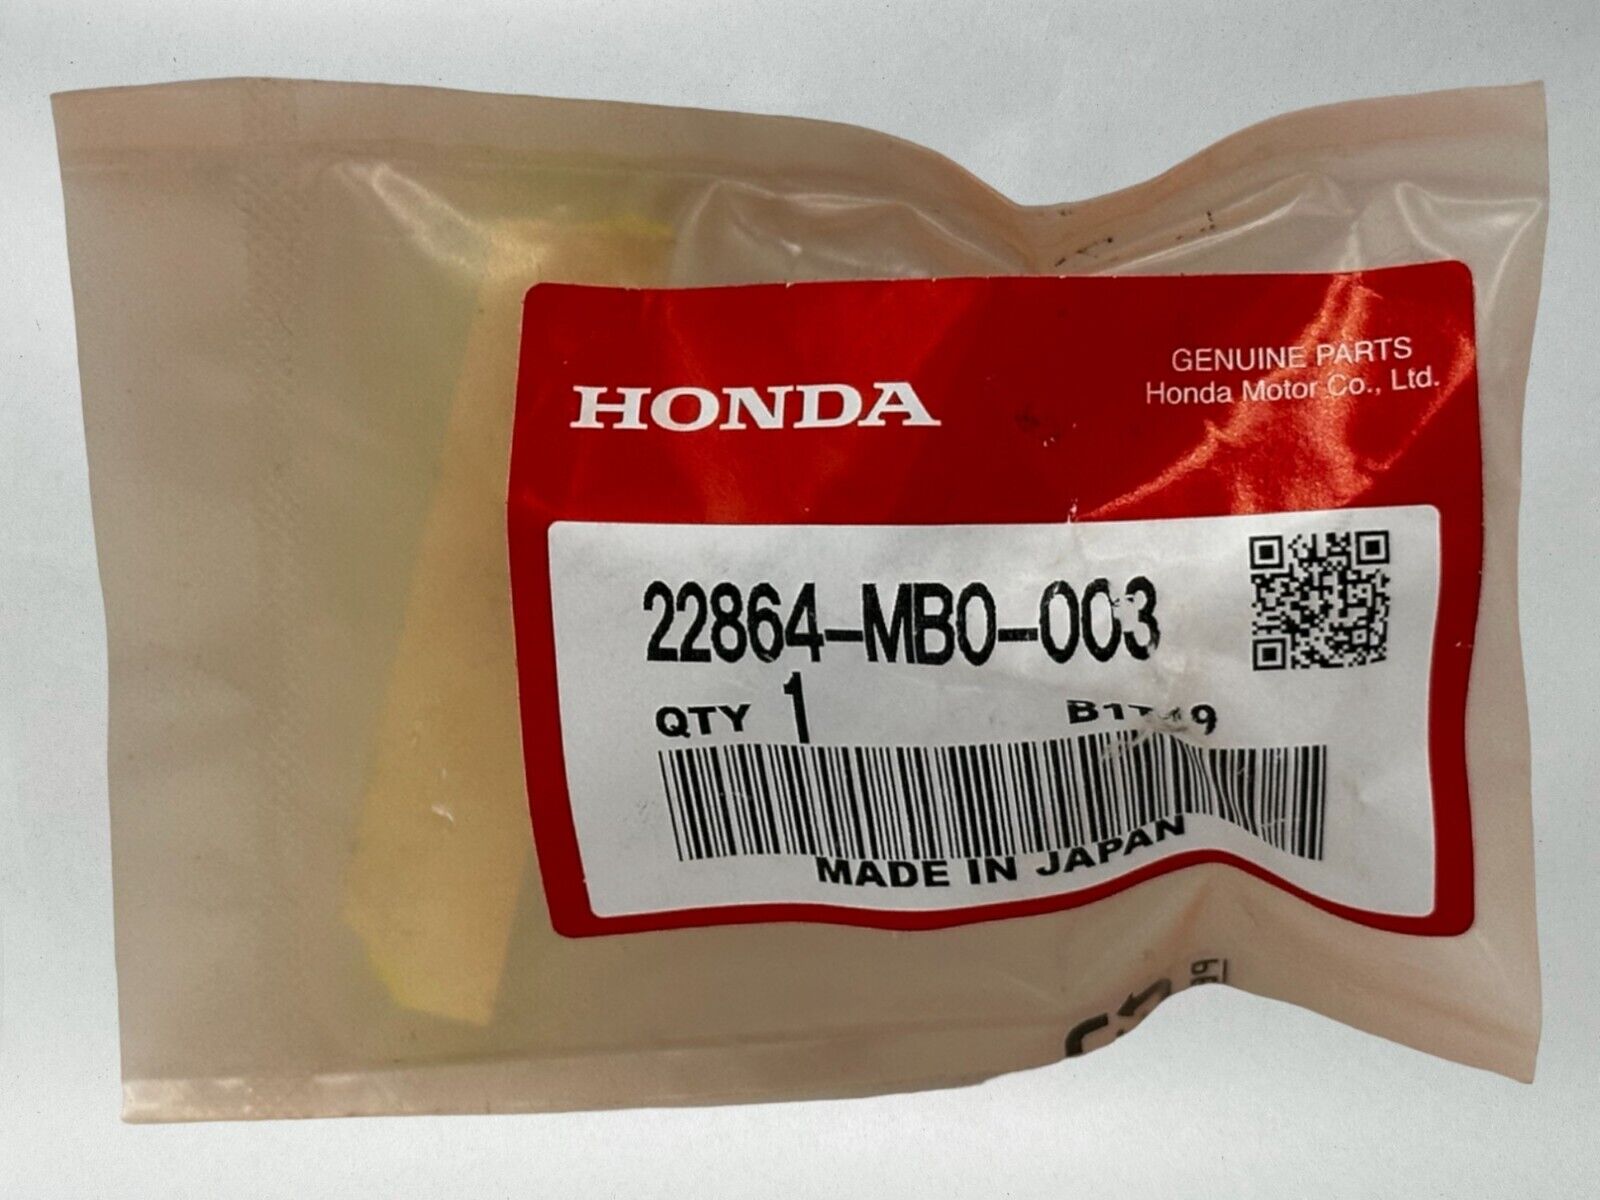 HONDA
GENUINE PARTS
Honda Motor Co., Ltd.
22864-MB0-003
QTY 1
MADE IN JAPAN